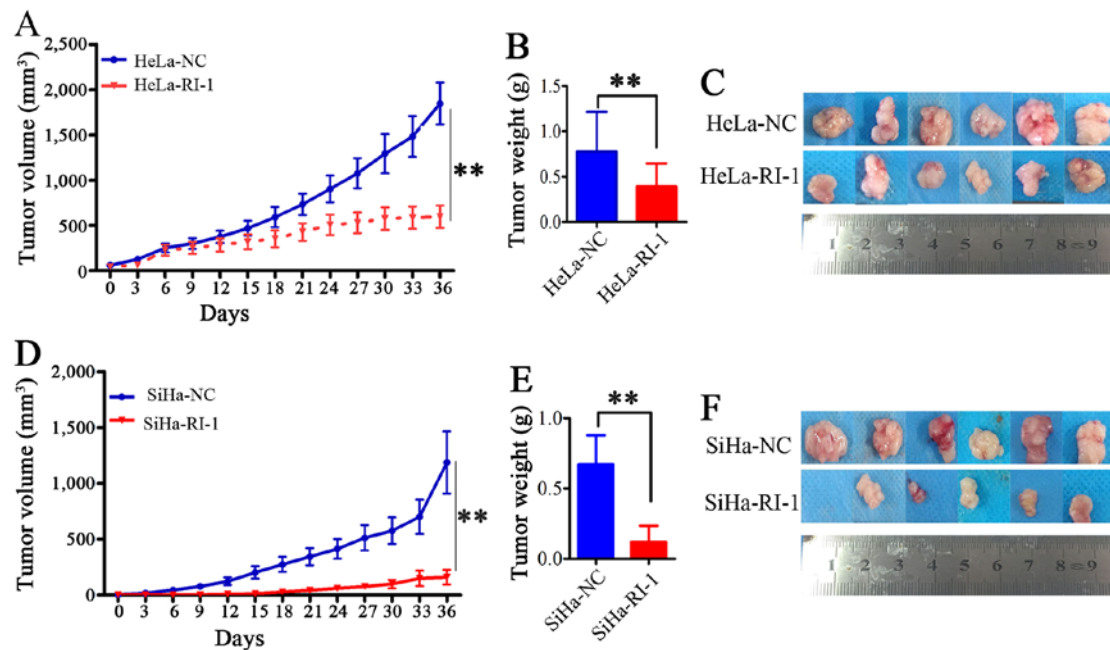 A
Tumor volume (mm³)
2,500
2,000
1,500
1,000
500
0
HeLa-NC
HeLa-RI-1
**
0 3 6 9 12 15 18 21 24 27 30 33 36
Days
B
Tumor weight (g)
1.5
1.0
0.5
0.0
**
HeLa-NC
HeLa-RI-1
C
HeLa-NC
HeLa-RI-1
1 2 3 4 5 6 7 8 cm 9
D
Tumor volume (mm³)
2,000
1,500
1,000
500
0
SiHa-NC
SiHa-RI-1
**
0 3 6 9 12 15 18 21 24 27 30 33 36
Days
E
Tumor weight (g)
1.0
0.5
0.0
**
SiHa-NC
SiHa-RI-1
F
SiHa-NC
SiHa-RI-1
1 2 3 4 5 6 7 8 cm 9